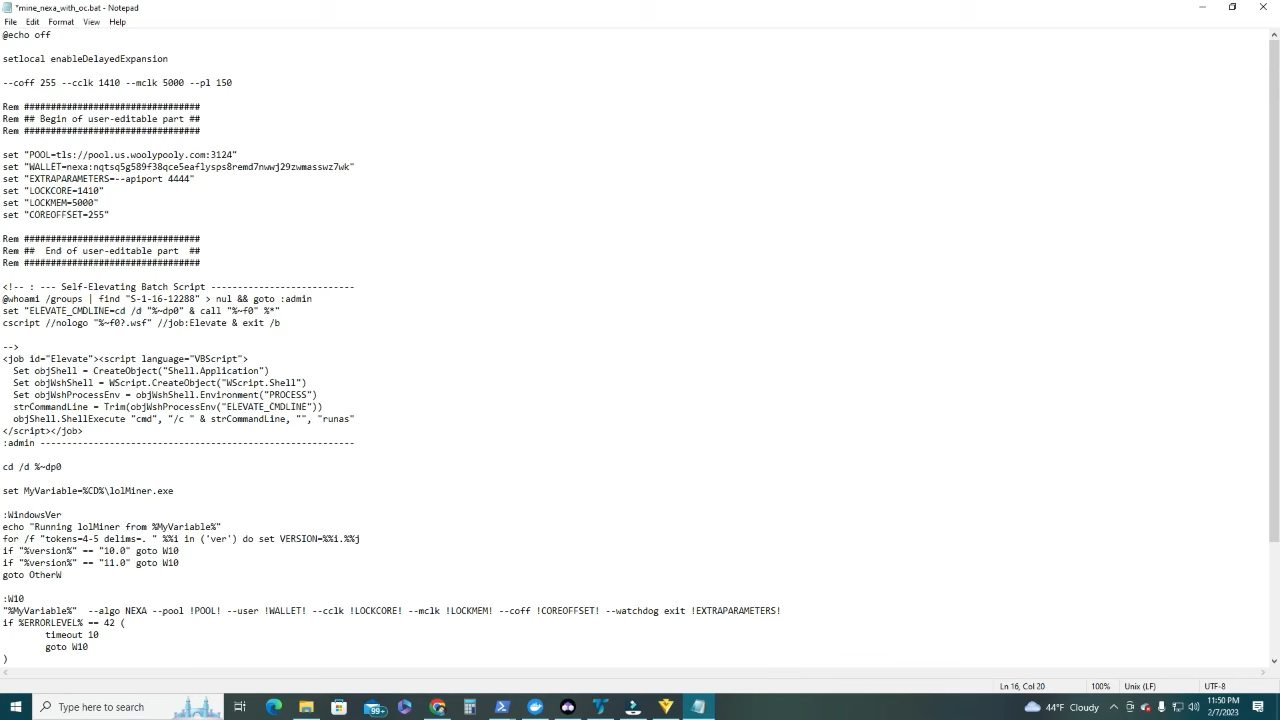 *mine_nexa_with_oc.bat - Notepad
File Edit Format View Help
@echo off
setlocal enableDelayedExpansion
--coff 255 --cclk 1410 --mclk 5000 --pl 150
Rem #################################
Rem ## Begin of user-editable part ##
Rem #################################
set "POOL=tls://pool.us.woolypooly.com:3124"
set "WALLET=nexa:nqtsq5g589f38qce5eaflysps8remd7nwwj29zwmasswz7wk"
set "EXTRAPARAMETERS=--apiport 4444"
set "LOCKCORE=1410"
set "LOCKMEM=5000"
set "COREOFFSET=255"
Rem #################################
Rem ##  End of user-editable part  ##
Rem #################################
<!-- : --- Self-Elevating Batch Script ---------------------------
@whoami /groups | find "S-1-16-12288" > nul && goto :admin
set "ELEVATE_CMDLINE=cd /d "%~dp0" & call "%~f0" %*"
cscript //nologo "%~f0?.wsf" //job:Elevate & exit /b
-->
<job id="Elevate"><script language="VBScript">
  Set objShell = CreateObject("Shell.Application")
  Set objWshShell = WScript.CreateObject("WScript.Shell")
  Set objWshProcessEnv = objWshShell.Environment("PROCESS")
  strCommandLine = Trim(objWshProcessEnv("ELEVATE_CMDLINE"))
  objShell.ShellExecute "cmd", "/c " & strCommandLine, "", "runas"
</script></job>
:admin -----------------------------------------------------------
cd /d %~dp0
set MyVariable=%CD%\lolMiner.exe
:WindowsVer
echo "Running lolMiner from %MyVariable%"
for /f "tokens=4-5 delims=. " %%i in ('ver') do set VERSION=%%i.%%j
if "%version%" == "10.0" goto W10
if "%version%" == "11.0" goto W10
goto OtherW
:W10
"%MyVariable%"  --algo NEXA --pool !POOL! --user !WALLET! --cclk !LOCKCORE! --mclk !LOCKMEM! --coff !COREOFFSET! --watchdog exit !EXTRAPARAMETERS!
if %ERRORLEVEL% == 42 (
        timeout 10
        goto W10
)
Ln 16, Col 20 100% Unix (LF) UTF-8
Type here to search 99+ 44°F Cloudy 11:50 PM
2/7/2023